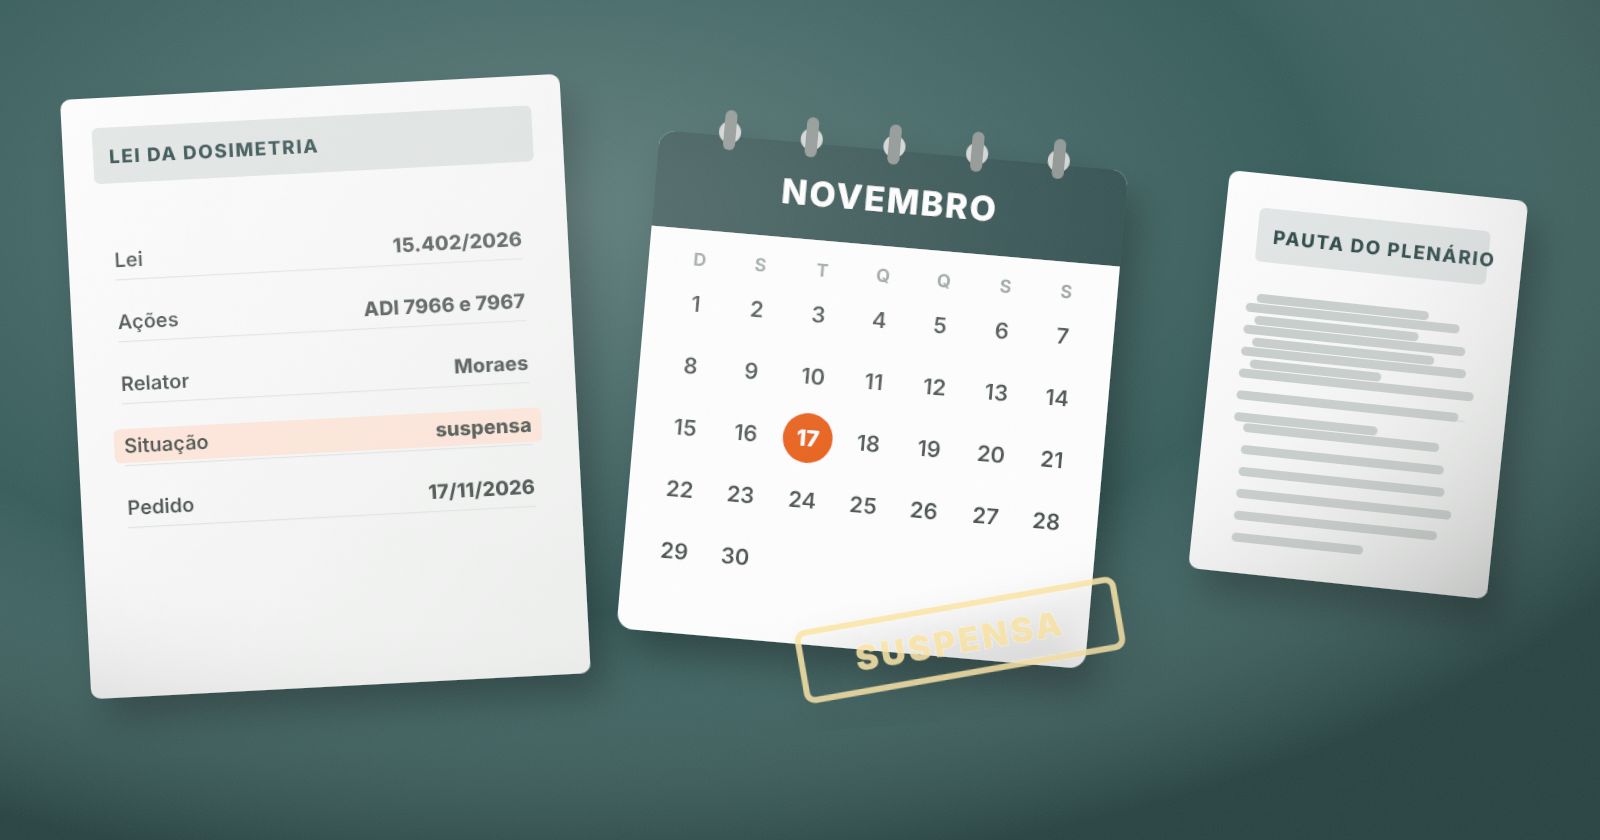 LEI DA DOSIMETRIA
Lei 15.402/2026
Ações ADI 7966 e 7967
Relator Moraes
Situação suspensa
Pedido 17/11/2026
NOVEMBRO
D S T Q Q S S
1 2 3 4 5 6 7
8 9 10 11 12 13 14
15 16 17 18 19 20 21
22 23 24 25 26 27 28
29 30
SUSPENSA
PAUTA DO PLENÁRIO